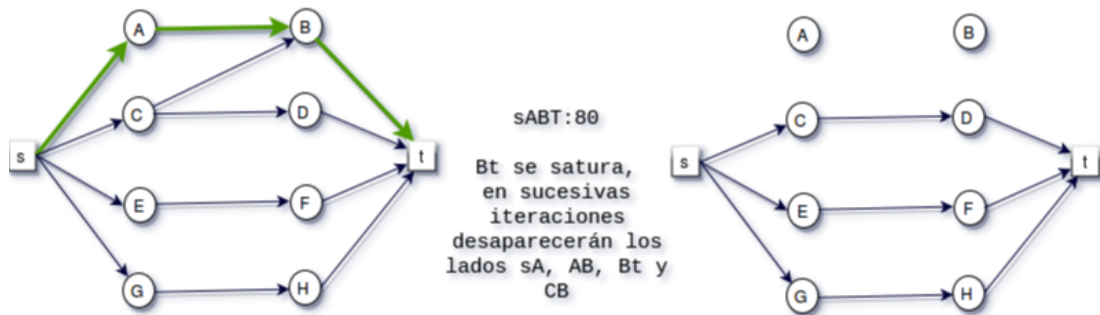 A
B
C
D
s
t
E
F
G
H
sABT:80
Bt se satura,
en sucesivas
iteraciones
desaparecerán los
lados sA, AB, Bt y
CB
A
B
C
D
s
t
E
F
G
H